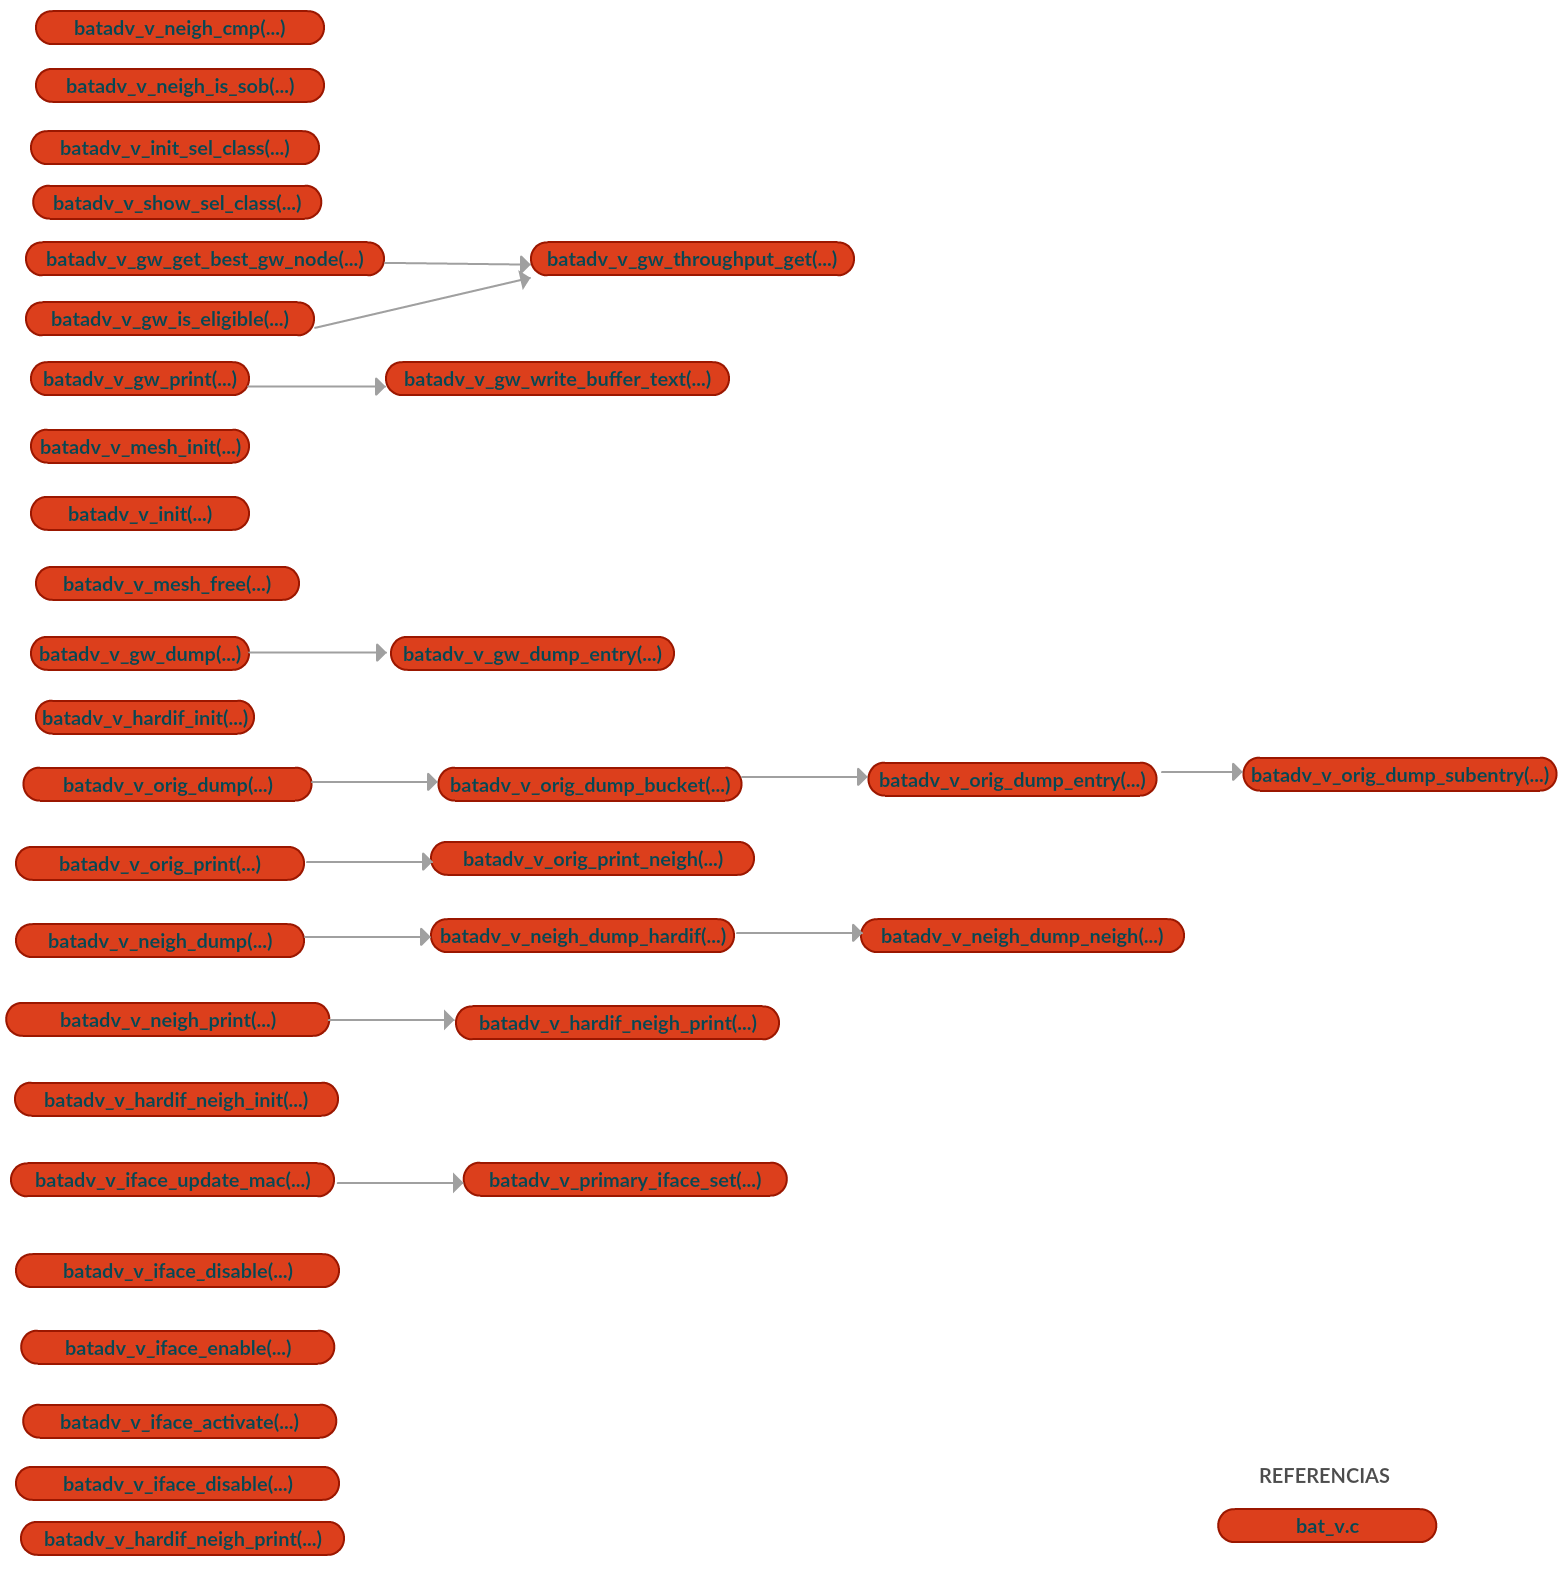 batadv_v_neigh_cmp(...)
batadv_v_neigh_is_sob(...)
batadv_v_init_sel_class(...)
batadv_v_show_sel_class(...)
batadv_v_gw_get_best_gw_node(...)
batadv_v_gw_throughput_get(...)
batadv_v_gw_is_eligible(...)
batadv_v_gw_print(...)
batadv_v_gw_write_buffer_text(...)
batadv_v_mesh_init(...)
batadv_v_init(...)
batadv_v_mesh_free(...)
batadv_v_gw_dump(...)
batadv_v_gw_dump_entry(...)
batadv_v_hardif_init(...)
batadv_v_orig_dump(...)
batadv_v_orig_dump_bucket(...)
batadv_v_orig_dump_entry(...)
batadv_v_orig_dump_subentry(...)
batadv_v_orig_print(...)
batadv_v_orig_print_neigh(...)
batadv_v_neigh_dump(...)
batadv_v_neigh_dump_hardif(...)
batadv_v_neigh_dump_neigh(...)
batadv_v_neigh_print(...)
batadv_v_hardif_neigh_print(...)
batadv_v_hardif_neigh_init(...)
batadv_v_iface_update_mac(...)
batadv_v_primary_iface_set(...)
batadv_v_iface_disable(...)
batadv_v_iface_enable(...)
batadv_v_iface_activate(...)
batadv_v_iface_disable(...)
batadv_v_hardif_neigh_print(...)
REFERENCIAS
bat_v.c